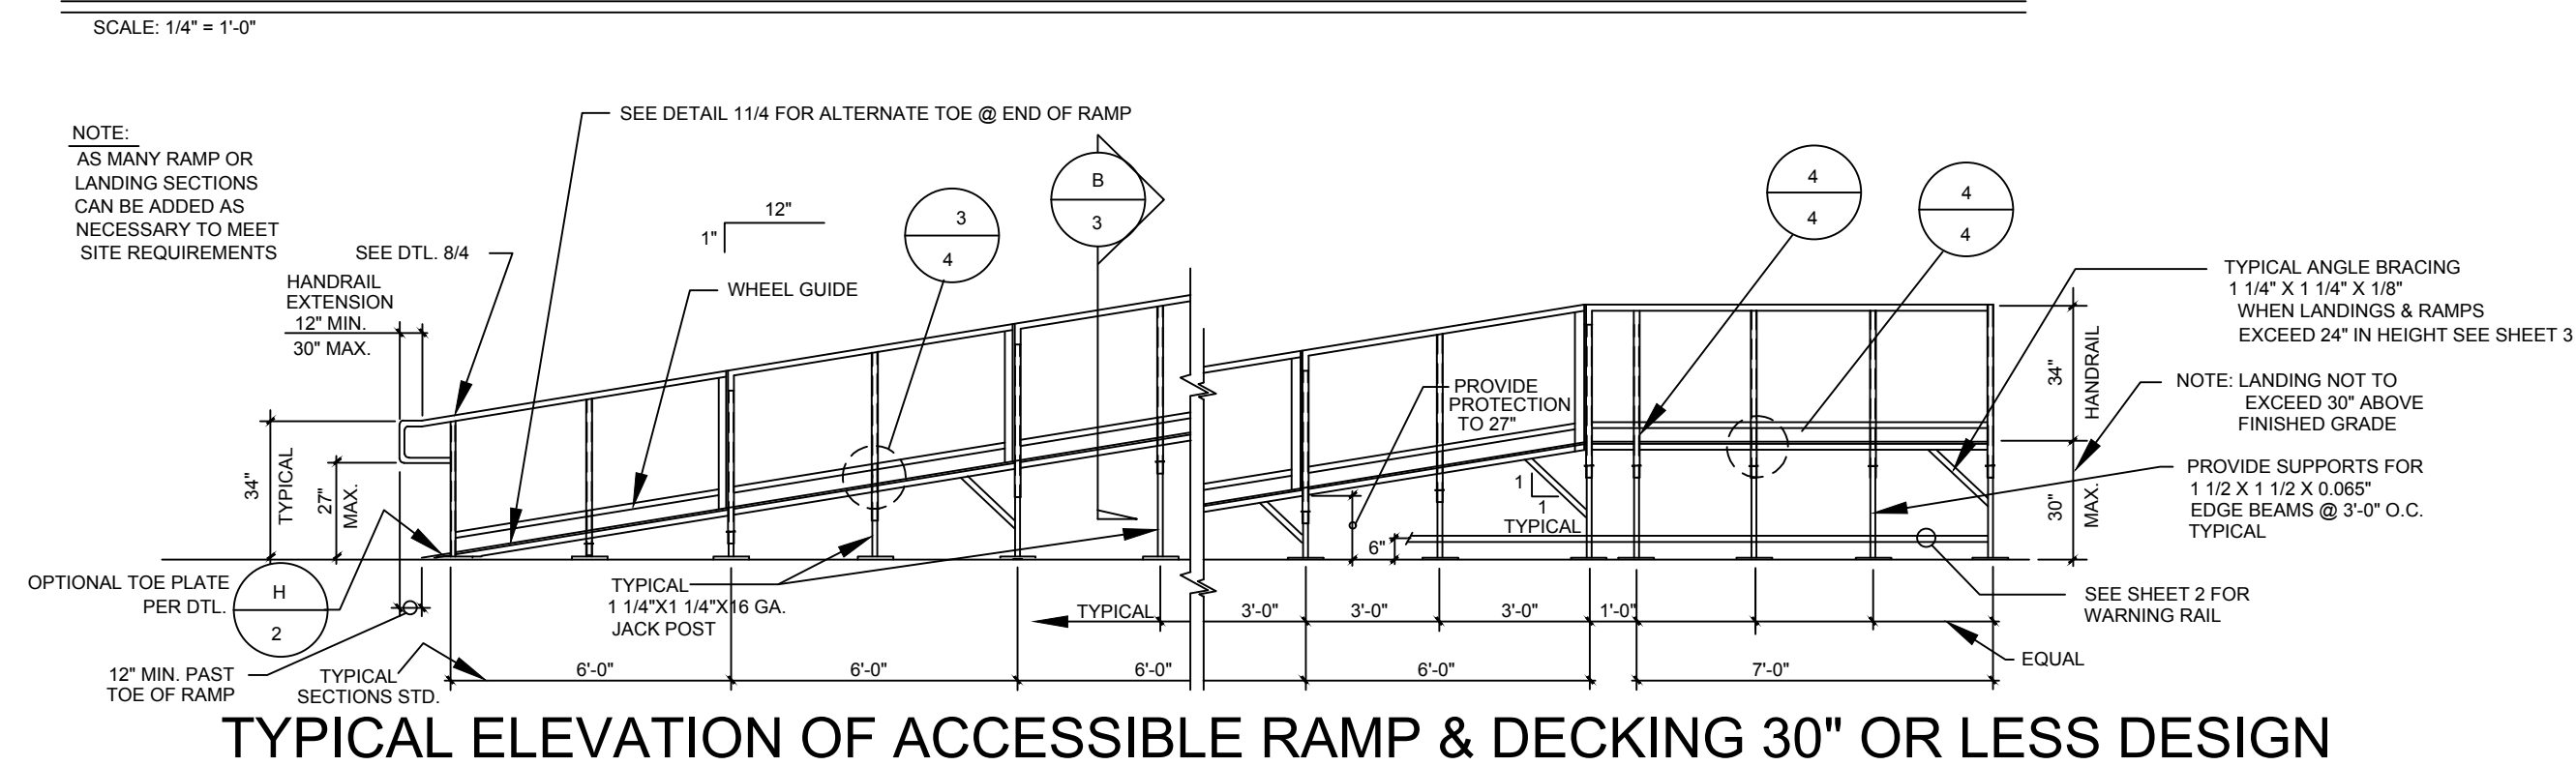 SCALE: 1/4" = 1'-0"
NOTE:
AS MANY RAMP OR
LANDING SECTIONS
CAN BE ADDED AS
NECESSARY TO MEET
SITE REQUIREMENTS
SEE DETAIL 11/4 FOR ALTERNATE TOE @ END OF RAMP
SEE DTL. 8/4
HANDRAIL
EXTENSION
12" MIN.
30" MAX.
12"
1"
WHEEL GUIDE
3
4
B
3
4
4
4
4
TYPICAL ANGLE BRACING
1 1/4" X 1 1/4" X 1/8"
WHEN LANDINGS & RAMPS
EXCEED 24" IN HEIGHT SEE SHEET 3
34"
HANDRAIL
30"
MAX.
NOTE: LANDING NOT TO
EXCEED 30" ABOVE
FINISHED GRADE
PROVIDE SUPPORTS FOR
1 1/2 X 1 1/2 X 0.065"
EDGE BEAMS @ 3'-0" O.C.
TYPICAL
PROVIDE
PROTECTION
TO 27"
1
1
TYPICAL
6"
34"
TYPICAL
27"
MAX.
OPTIONAL TOE PLATE
PER DTL.
H
2
TYPICAL
1 1/4"X1 1/4"X16 GA.
JACK POST
TYPICAL
3'-0"
3'-0"
3'-0"
1'-0"
SEE SHEET 2 FOR
WARNING RAIL
EQUAL
12" MIN. PAST
TOE OF RAMP
TYPICAL
SECTIONS STD.
6'-0"
6'-0"
6'-0"
6'-0"
7'-0"
TYPICAL ELEVATION OF ACCESSIBLE RAMP & DECKING 30" OR LESS DESIGN